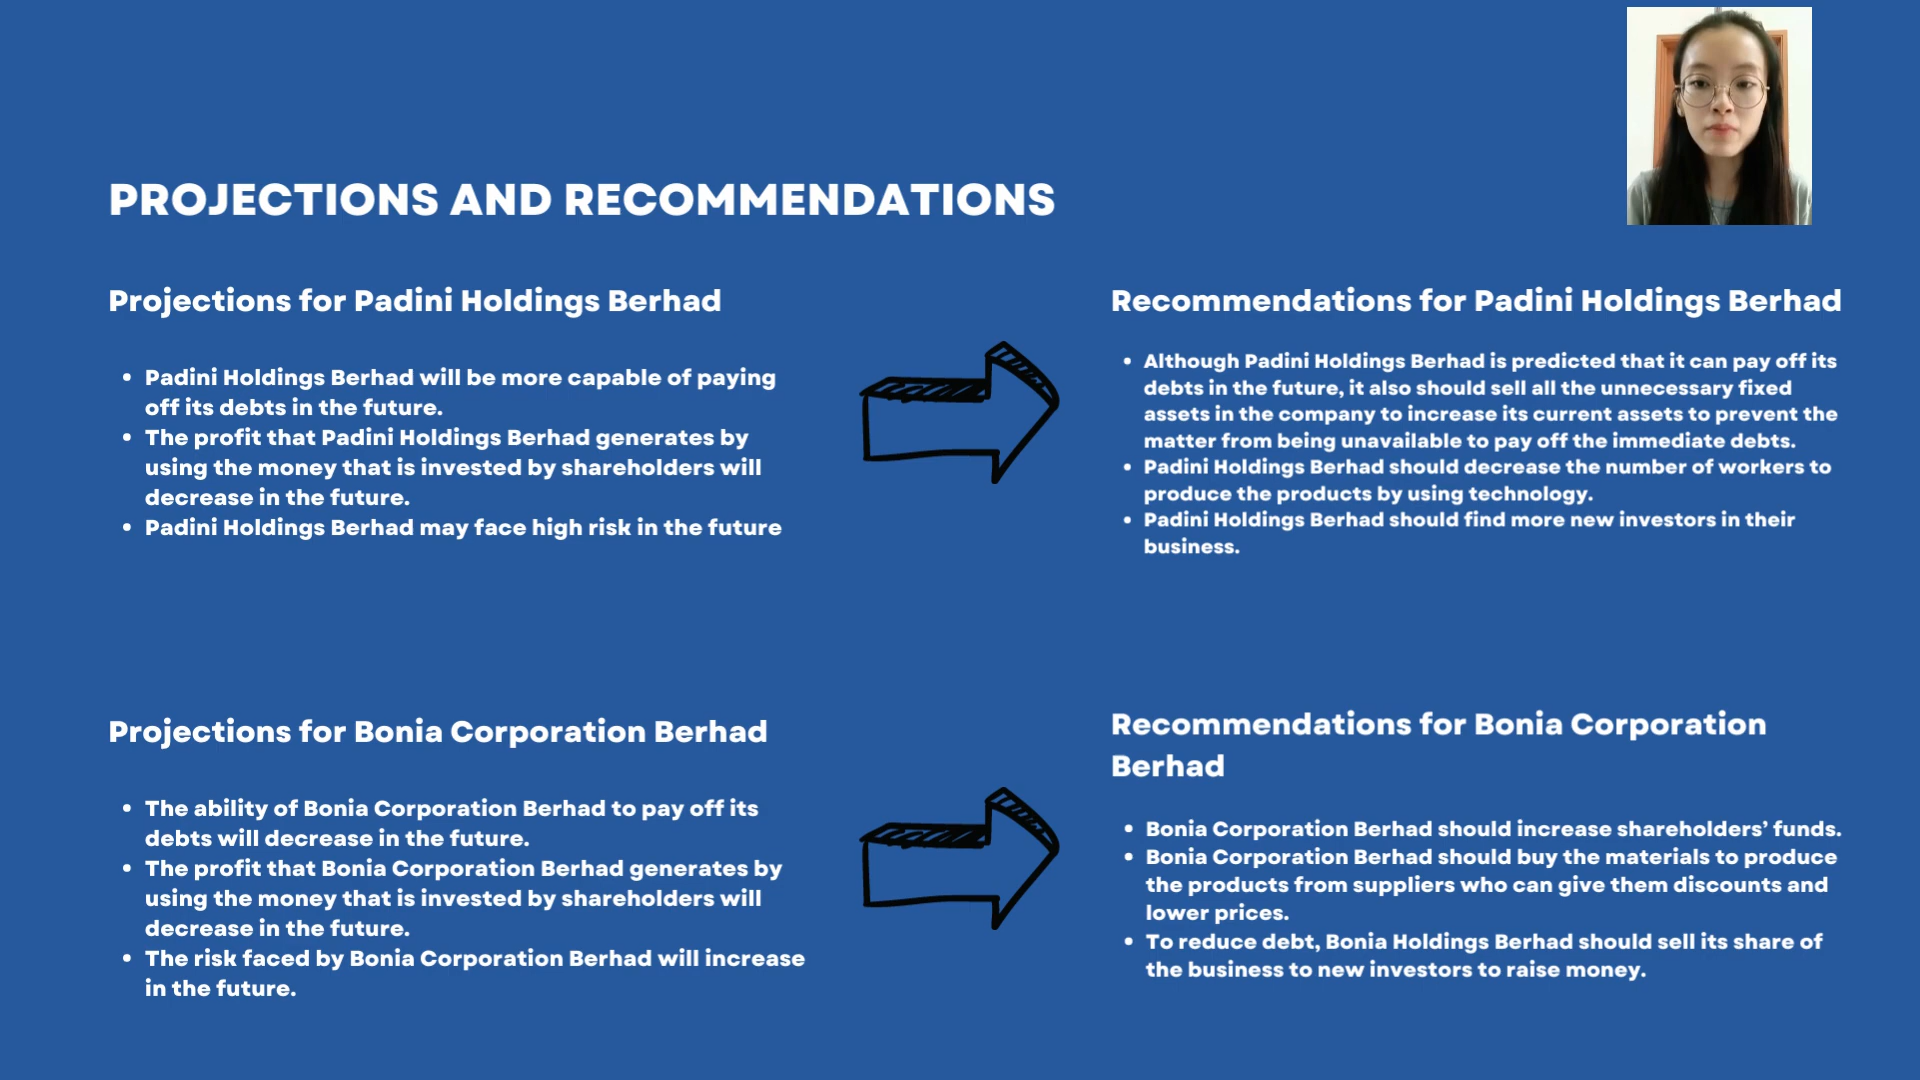 PROJECTIONS AND RECOMMENDATIONS
Projections for Padini Holdings Berhad
• Padini Holdings Berhad will be more capable of paying
off its debts in the future.
• The profit that Padini Holdings Berhad generates by
using the money that is invested by shareholders will
decrease in the future.
• Padini Holdings Berhad may face high risk in the future
Recommendations for Padini Holdings Berhad
• Although Padini Holdings Berhad is predicted that it can pay off its
debts in the future, it also should sell all the unnecessary fixed
assets in the company to increase its current assets to prevent the
matter from being unavailable to pay off the immediate debts.
• Padini Holdings Berhad should decrease the number of workers to
produce the products by using technology.
• Padini Holdings Berhad should find more new investors in their
business.
Projections for Bonia Corporation Berhad
• The ability of Bonia Corporation Berhad to pay off its
debts will decrease in the future.
• The profit that Bonia Corporation Berhad generates by
using the money that is invested by shareholders will
decrease in the future.
• The risk faced by Bonia Corporation Berhad will increase
in the future.
Recommendations for Bonia Corporation
Berhad
• Bonia Corporation Berhad should increase shareholders’ funds.
• Bonia Corporation Berhad should buy the materials to produce
the products from suppliers who can give them discounts and
lower prices.
• To reduce debt, Bonia Holdings Berhad should sell its share of
the business to new investors to raise money.